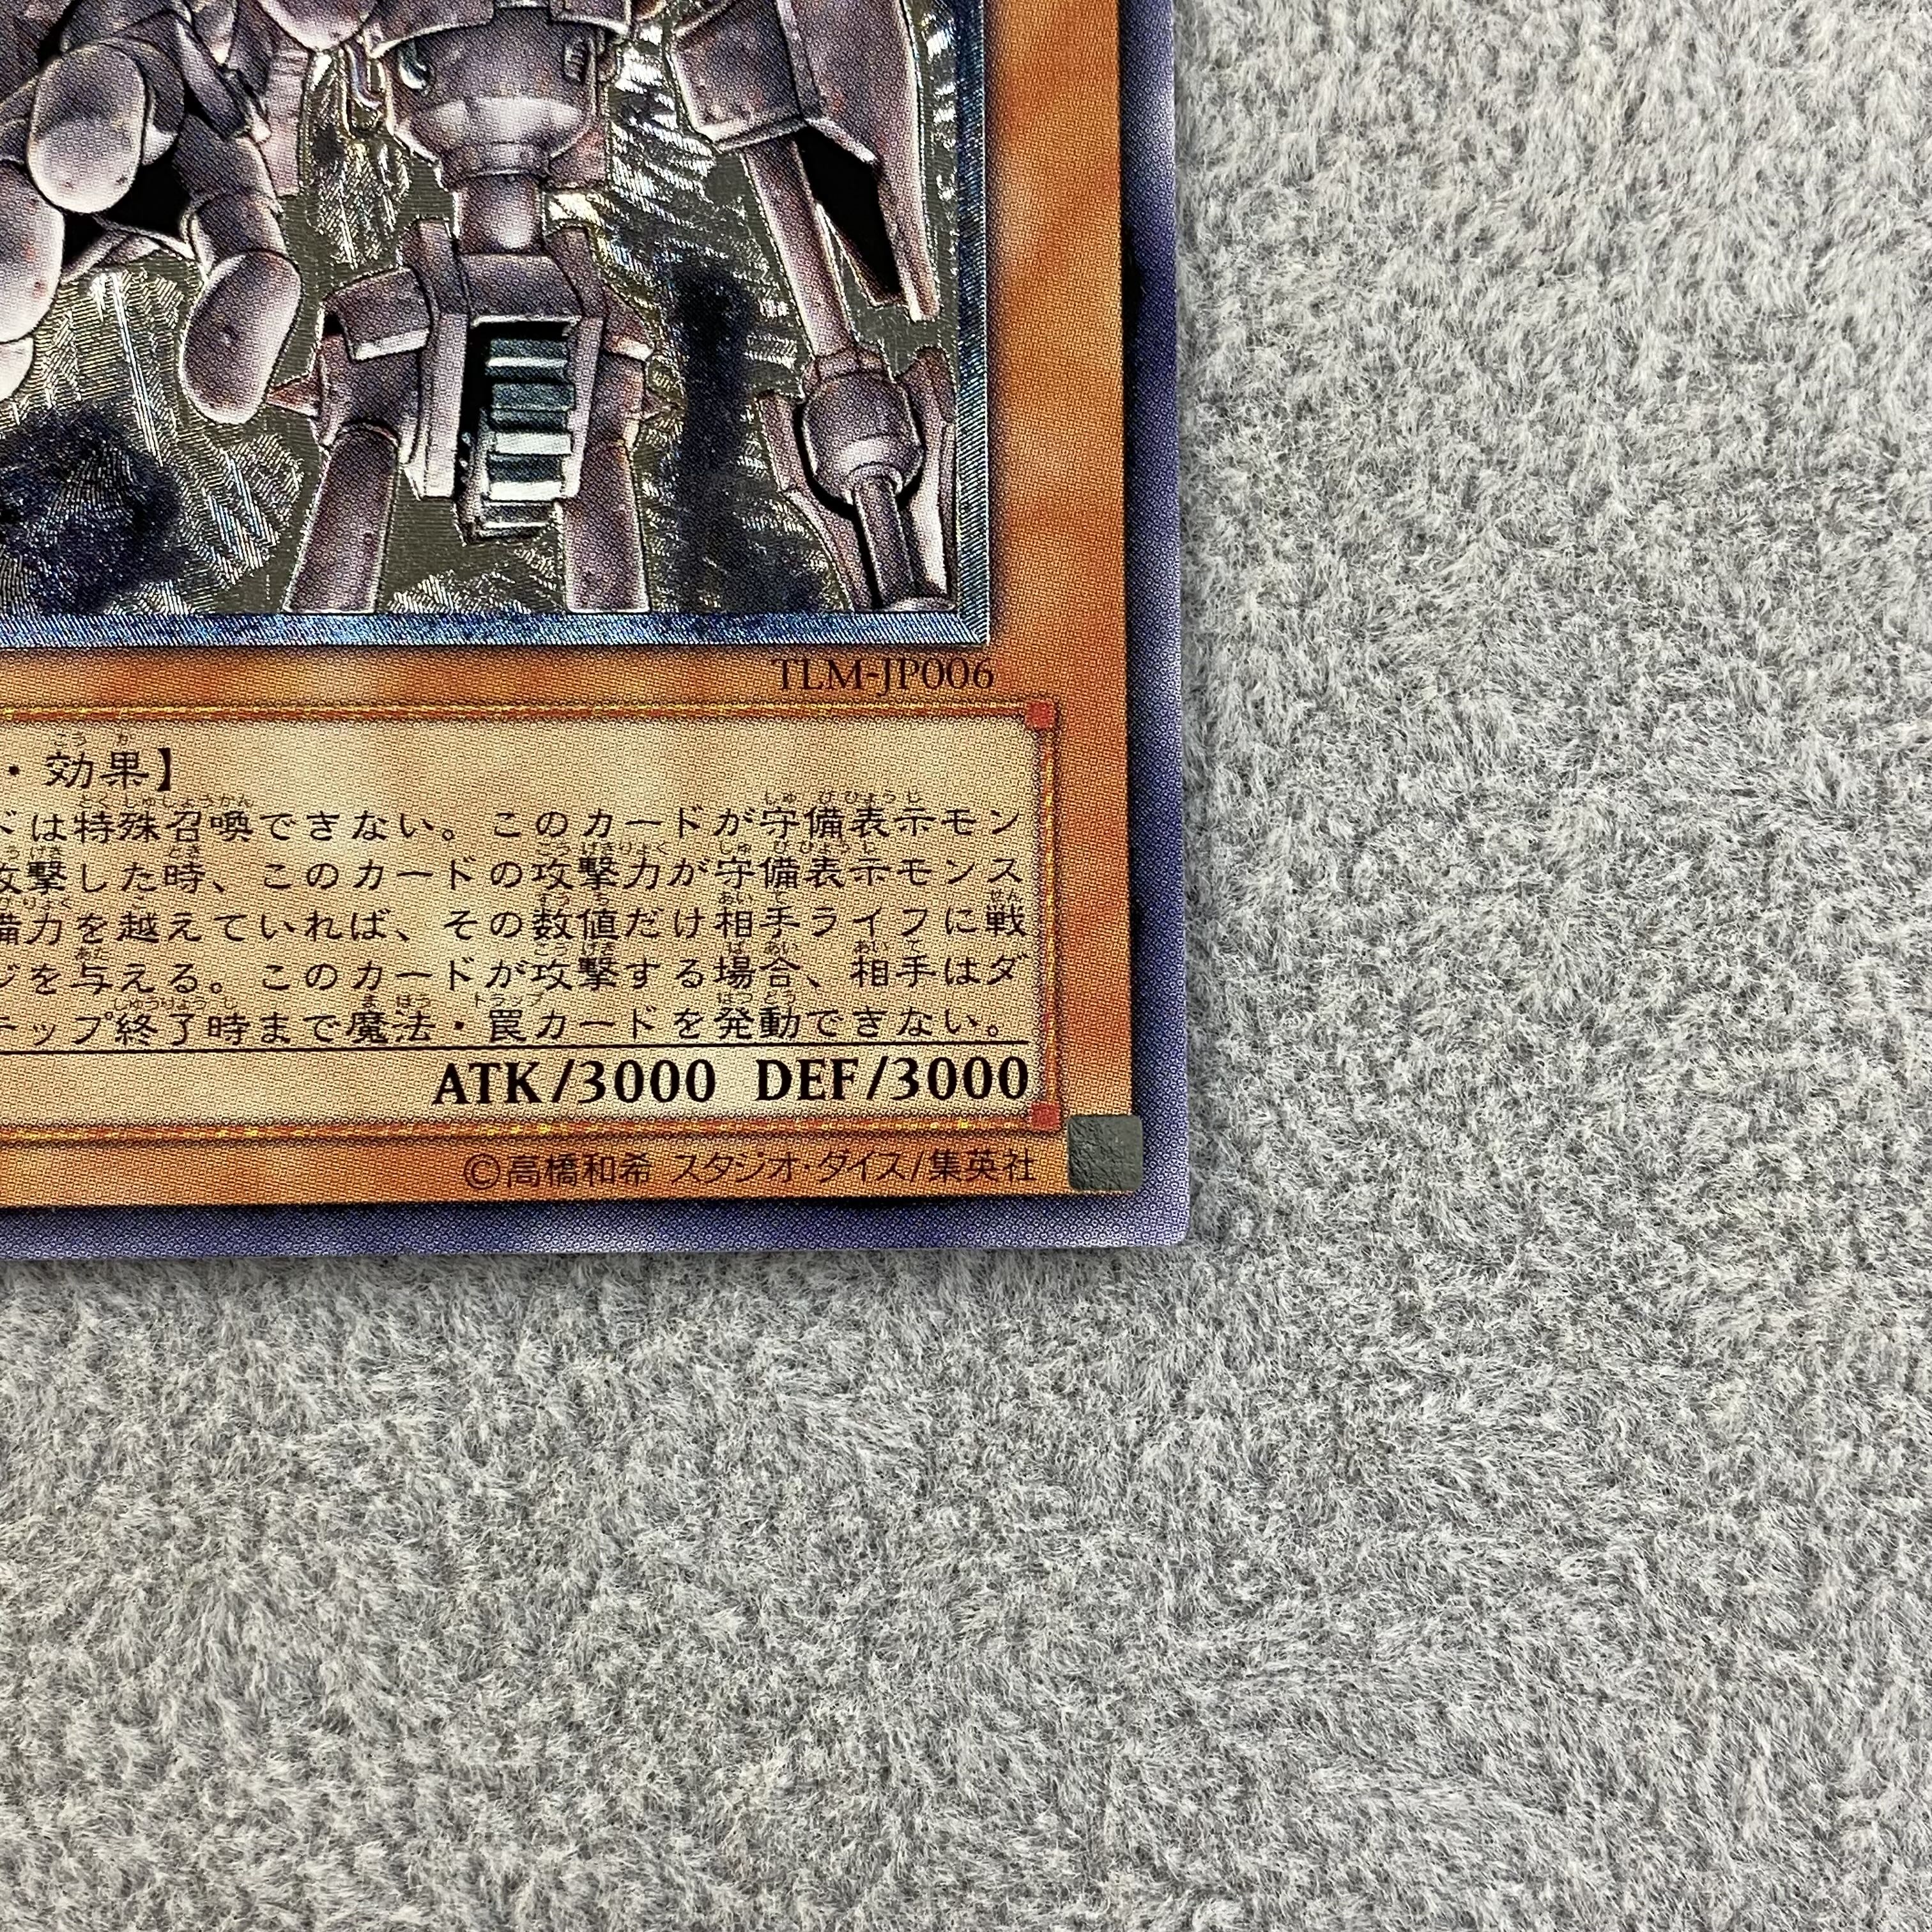 TLM-JP006
・効果】
ドは特殊召喚できない。このカードが守備表示モン
攻撃した時、このカードの攻撃力が守備表示モンス
備力を越えていれば、その数値だけ相手ライフに戦
ジを与える。このカードが攻撃する場合、相手はダ
テップ終了時まで魔法・罠カードを発動できない。
ATK/3000 DEF/3000
©高橋和希 スタジオ・ダイス/集英社